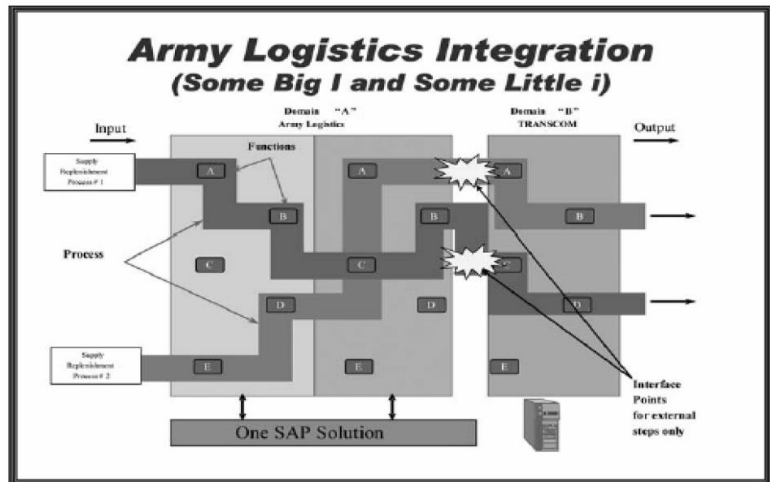 Army Logistics Integration
(Some Big I and Some Little i)
Domain "A"
Army Logistics
Domain "B"
TRANSCOM
Input
Output
Functions
Supply
Replenishment
Process # 1
A
A
A
B
B
B
Process
C
C
C
D
D
D
Supply
Replenishment
Process # 2
E
E
E
Interface
Points
for external
steps only
One SAP Solution